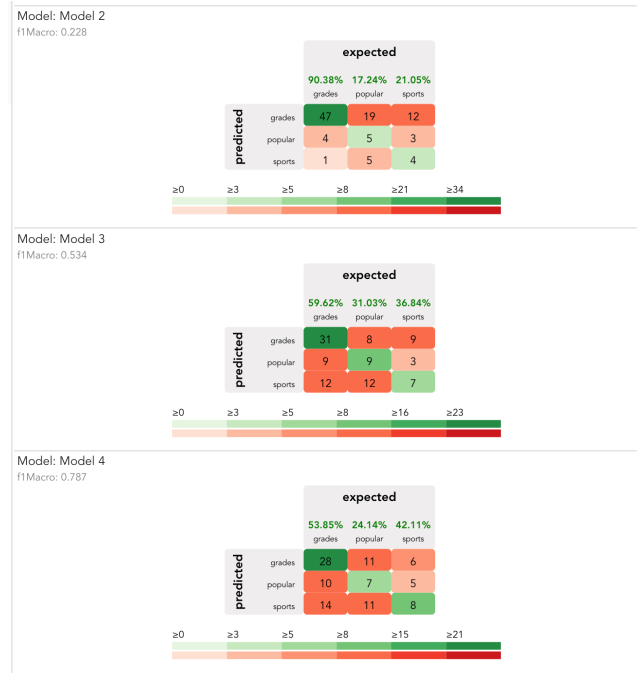 Model: Model 2
f1Macro: 0.228
expected
90.38% 17.24% 21.05%
grades popular sports
predicted
grades 47 19 12
popular 4 5 3
sports 1 5 4
≥0 ≥3 ≥5 ≥8 ≥21 ≥34
Model: Model 3
f1Macro: 0.534
expected
59.62% 31.03% 36.84%
grades popular sports
predicted
grades 31 8 9
popular 9 9 3
sports 12 12 7
≥0 ≥3 ≥5 ≥8 ≥16 ≥23
Model: Model 4
f1Macro: 0.787
expected
53.85% 24.14% 42.11%
grades popular sports
predicted
grades 28 11 6
popular 10 7 5
sports 14 11 8
≥0 ≥3 ≥5 ≥8 ≥15 ≥21